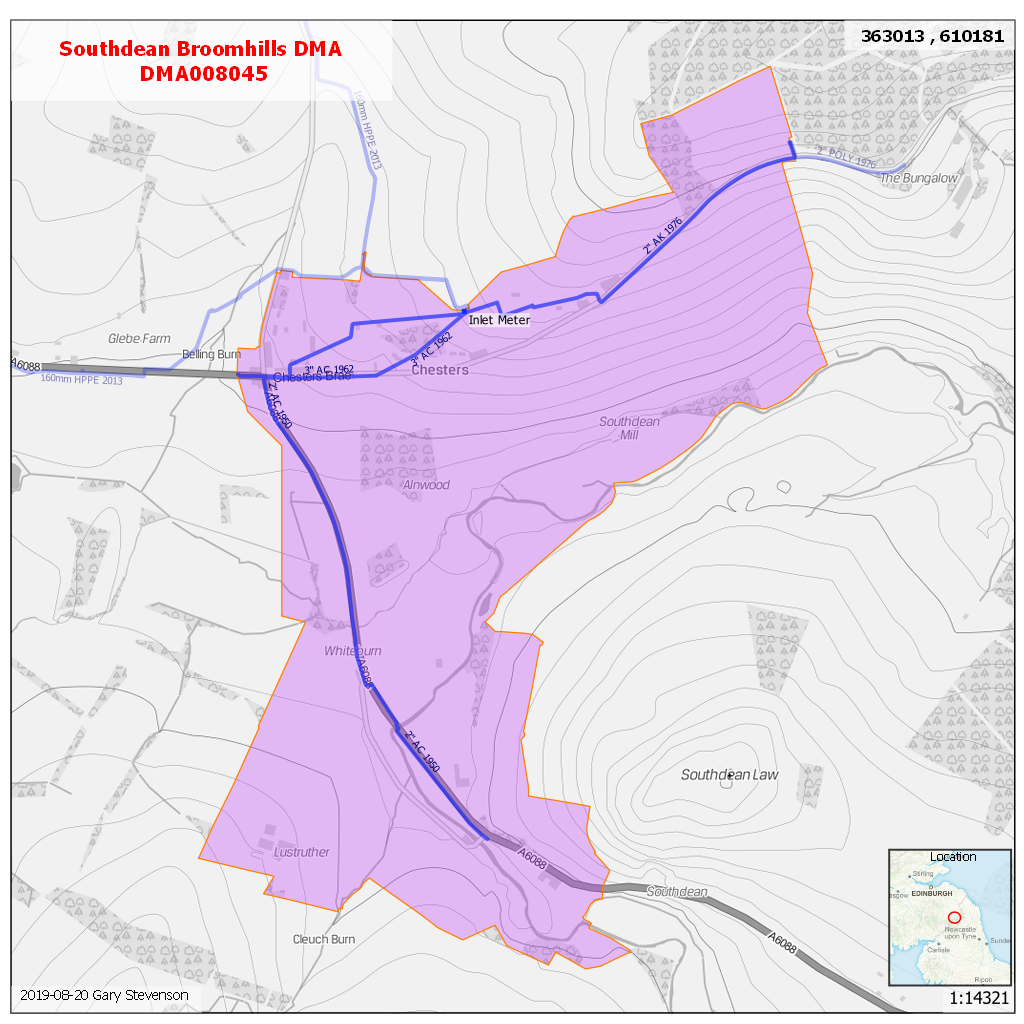 Southdean Broomhills DMA
DMA008045
363013 , 610181
160mm HPPE 2013
2" POLY 1976
The Bungalow
2" AK 1976
Inlet Meter
Glebe Farm
Belling Burn
A6088
160mm HPPE 2013
3" AC 1962
3" AC 1962
Chesters Brae
Chesters
2" AC 1950
A6088
Southdean
Mill
Alnwood
Whiteburn
A6088
2" AC 1950
Southdean Law
Lustruther
A6088
Southdean
A6088
Cleuch Burn
Location
Stirling
EDINBURGH
asgow
Newcastle
upon Tyne
Sunde
Carlisle
Ripon
2019-08-20 Gary Stevenson
1:14321